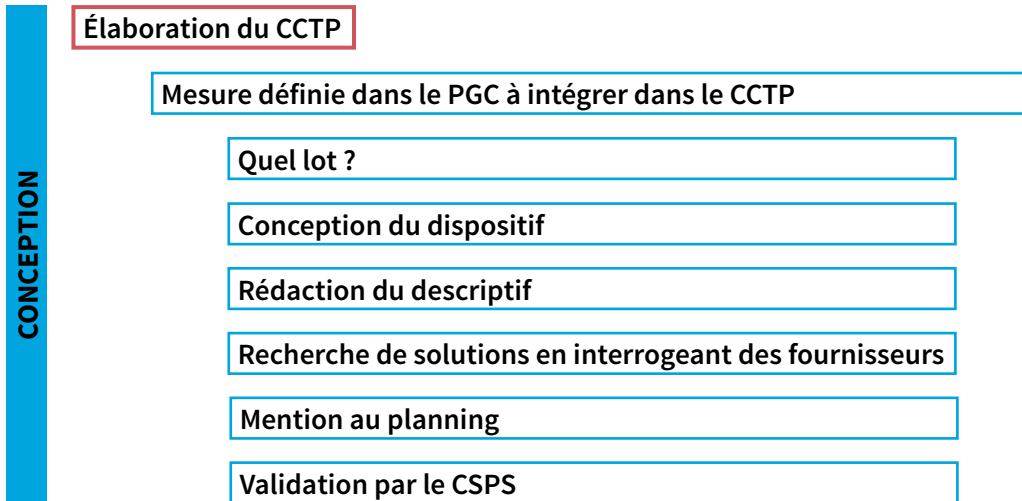 CONCEPTION
Élaboration du CCTP
Mesure définie dans le PGC à intégrer dans le CCTP
Quel lot ?
Conception du dispositif
Rédaction du descriptif
Recherche de solutions en interrogeant des fournisseurs
Mention au planning
Validation par le CSPS